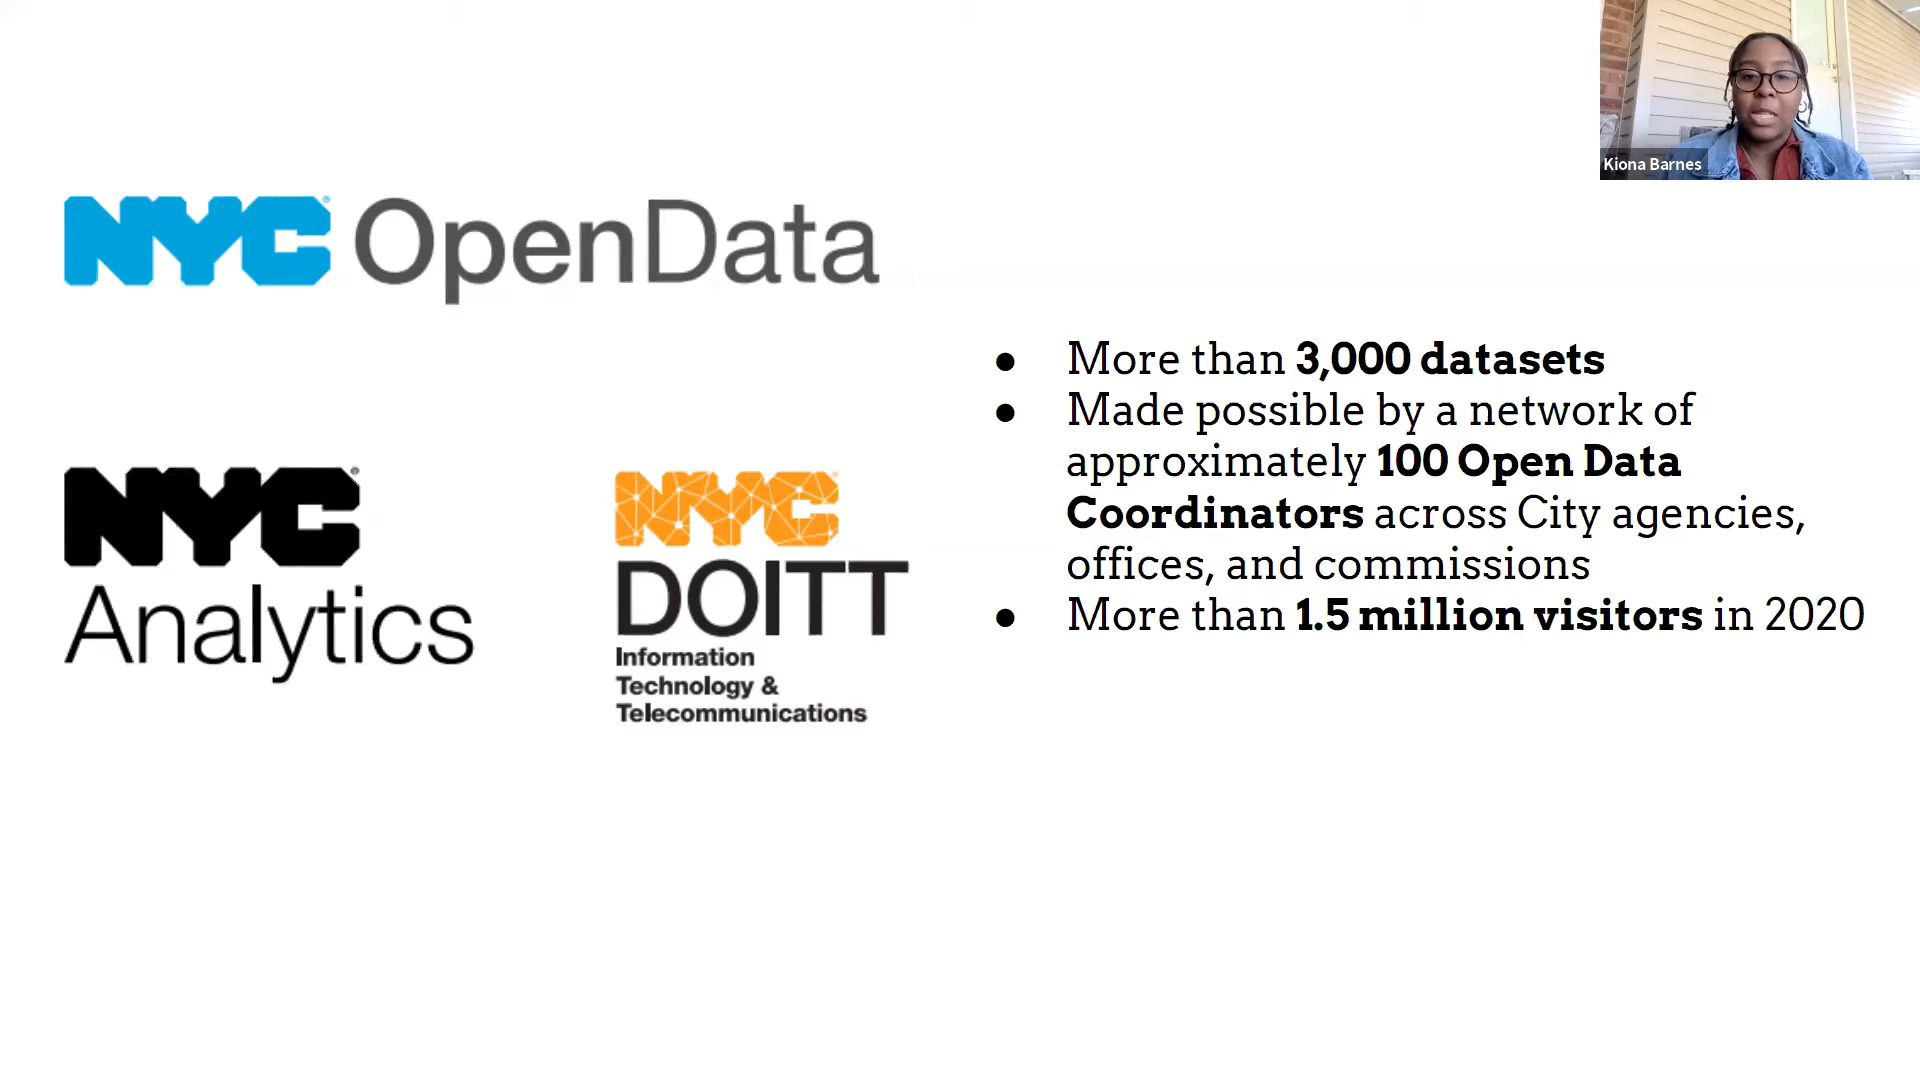 Kiona Barnes
NYC® OpenData
NYC®
Analytics
NYC
DOITT
Information
Technology &
Telecommunications
● More than 3,000 datasets
● Made possible by a network of
approximately 100 Open Data
Coordinators across City agencies,
offices, and commissions
● More than 1.5 million visitors in 2020